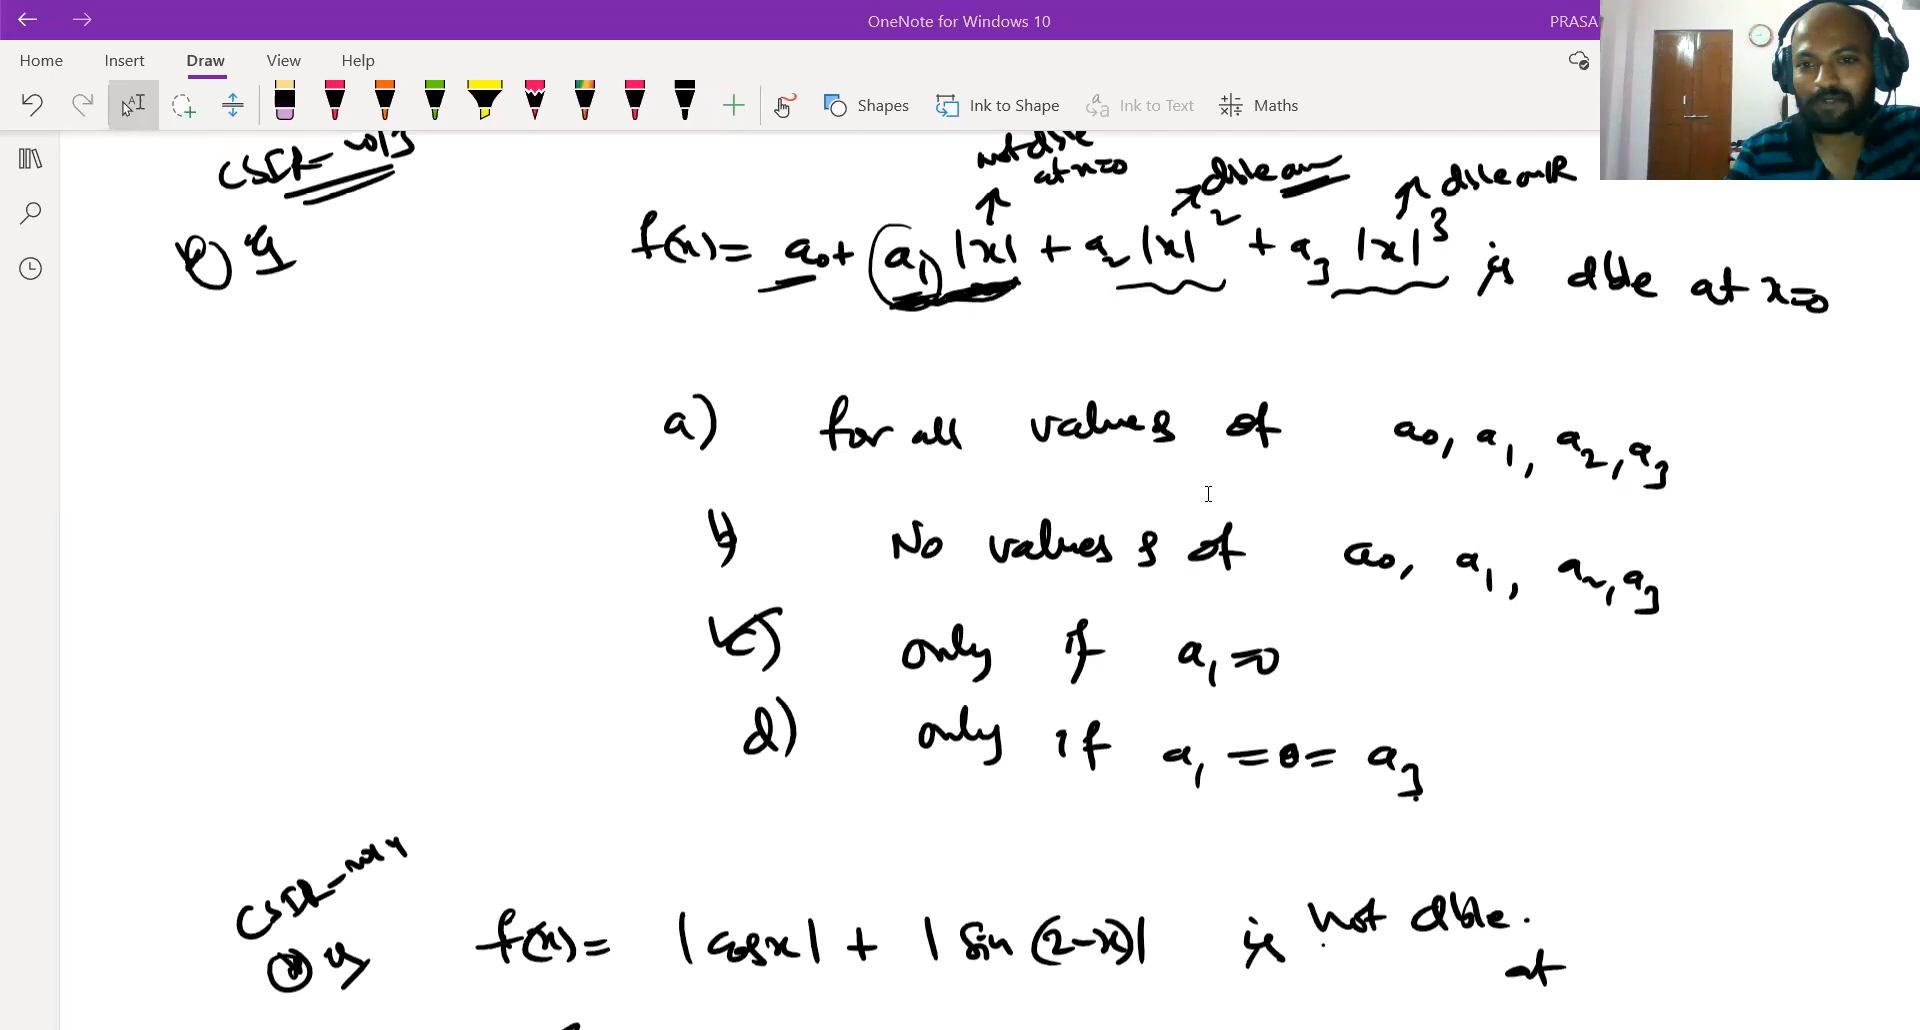 OneNote for Windows 10
PRASA
Home Insert Draw View Help
Shapes Ink to Shape Ink to Text Maths
CSIR-2013
not dble at x=0
dble on
dble on IR
f(x) = a₀ + a₁|x| + a₂|x|² + a₃|x|³ is dble at x=0
a) for all values of a₀, a₁, a₂, a₃
b) No values of a₀, a₁, a₂, a₃
c) only if a₁=0
d) only if a₁ =0= a₃.
f(x) = |cosx| + |sin(2-x)| is not dble. at